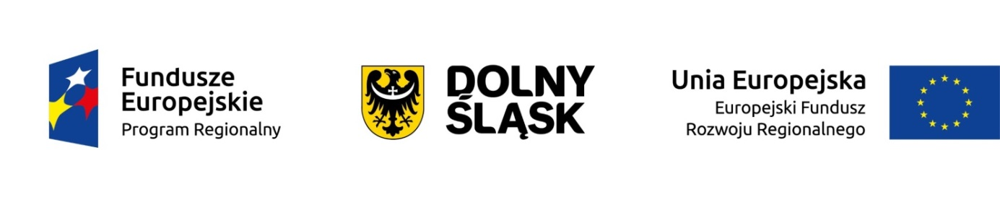 Fundusze
Europejskie
Program Regionalny
DOLNY
ŚLĄSK
Unia Europejska
Europejski Fundusz
Rozwoju Regionalnego